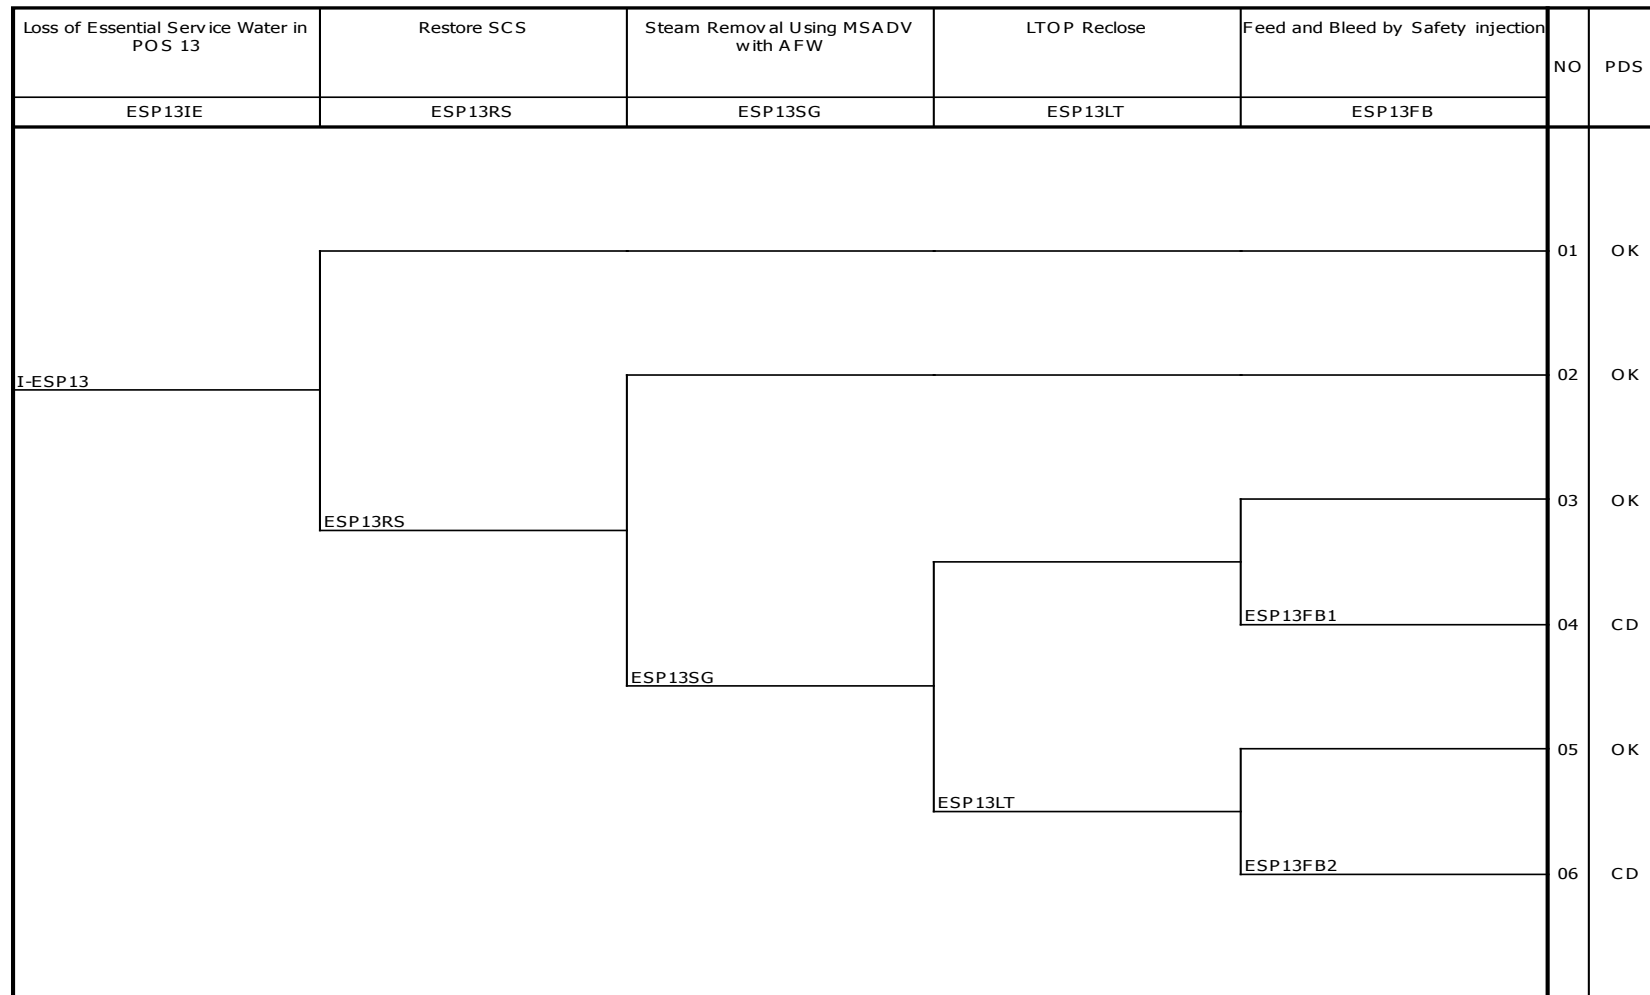 Loss of Essential Service Water in
POS 13
Restore SCS
Steam Removal Using MSADV
with AFW
LTOP Reclose
Feed and Bleed by Safety injection
NO
PDS
ESP13IE
ESP13RS
ESP13SG
ESP13LT
ESP13FB
01
OK
I-ESP13
02
OK
03
OK
ESP13RS
ESP13FB1
04
CD
ESP13SG
05
OK
ESP13LT
ESP13FB2
06
CD